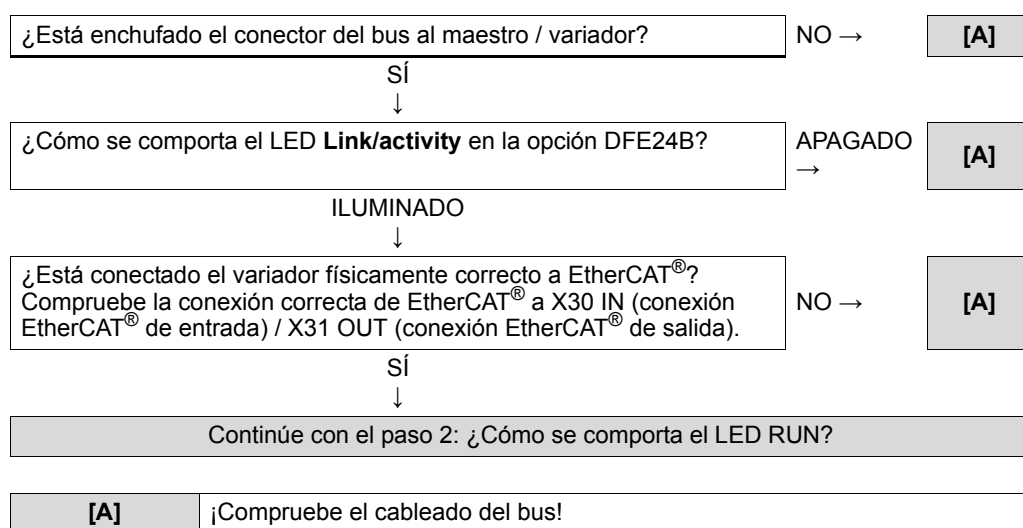 ¿Está enchufado el conector del bus al maestro / variador? NO → [A]
SÍ
↓
¿Cómo se comporta el LED Link/activity en la opción DFE24B? APAGADO → [A]
ILUMINADO
↓
¿Está conectado el variador físicamente correcto a EtherCAT®?
Compruebe la conexión correcta de EtherCAT® a X30 IN (conexión NO → [A]
EtherCAT® de entrada) / X31 OUT (conexión EtherCAT® de salida).
SÍ
↓
Continúe con el paso 2: ¿Cómo se comporta el LED RUN?
[A] ¡Compruebe el cableado del bus!